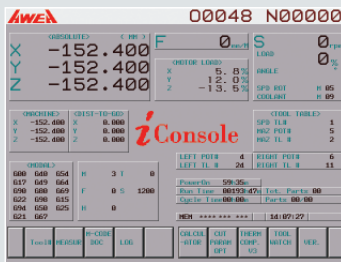 AWEA O0048 N00000
(ABSOLUTE) (MM)
X -152.400
Y -152.400
Z -152.400
F 0 mm/M
(MOTOR LOAD)
X 5.8%
Y 12.0%
Z -13.5%
S 0 rpm
LOAD 0%
ANGLE
SPD ROT M 05
COOLANT M 09
(MACHINE) (DIST-TO-GO)
X -152.400 X 0.000
Y -152.400 Y 0.000
Z -152.400 Z 0.000
iConsole
(TOOL TABLE)
SPD TL# 1
MAZ POT# 5
MAZ TL# 2
LEFT POT# 4 RIGHT POT# 6
LEFT TL # 24 RIGHT TL # 11
(MODAL)
G00 G40 G54 M 3 T 0
G17 G49 G64
G90 G80 G69 F 0 S 1200
G22 G98 G15
G94 G50 G25 H 0
G21 G67
PowerOn 59H35m
Run Time 00193H47m Tot. Parts 00
Cycle Time 00:00m Parts 00/00
MEM **** *** *** 14:07:27
MEASUR M-CODE DOC LOG CALCUL -ATOR CUT PARAM OPT THERM COMP. V3 TOOL WATCH VER.